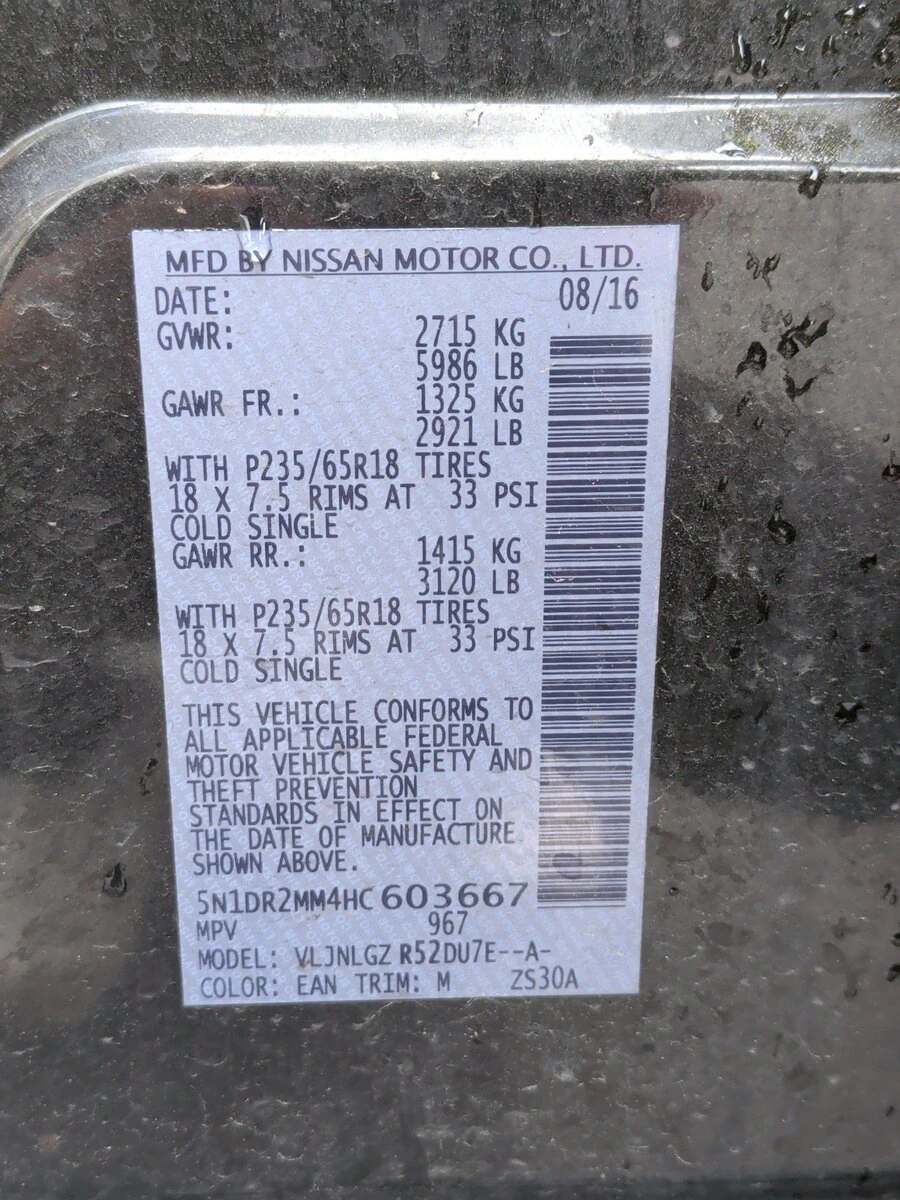 MFD BY NISSAN MOTOR CO., LTD.
DATE: 08/16
GVWR: 2715 KG
5986 LB
GAWR FR.: 1325 KG
2921 LB
WITH P235/65R18 TIRES
18 X 7.5 RIMS AT 33 PSI
COLD SINGLE
GAWR RR.: 1415 KG
3120 LB
WITH P235/65R18 TIRES
18 X 7.5 RIMS AT 33 PSI
COLD SINGLE
THIS VEHICLE CONFORMS TO
ALL APPLICABLE FEDERAL
MOTOR VEHICLE SAFETY AND
THEFT PREVENTION
STANDARDS IN EFFECT ON
THE DATE OF MANUFACTURE
SHOWN ABOVE.
5N1DR2MM4HC603667
MPV 967
MODEL: VLJNLGZ R52DU7E--A-
COLOR: EAN TRIM: M ZS30A